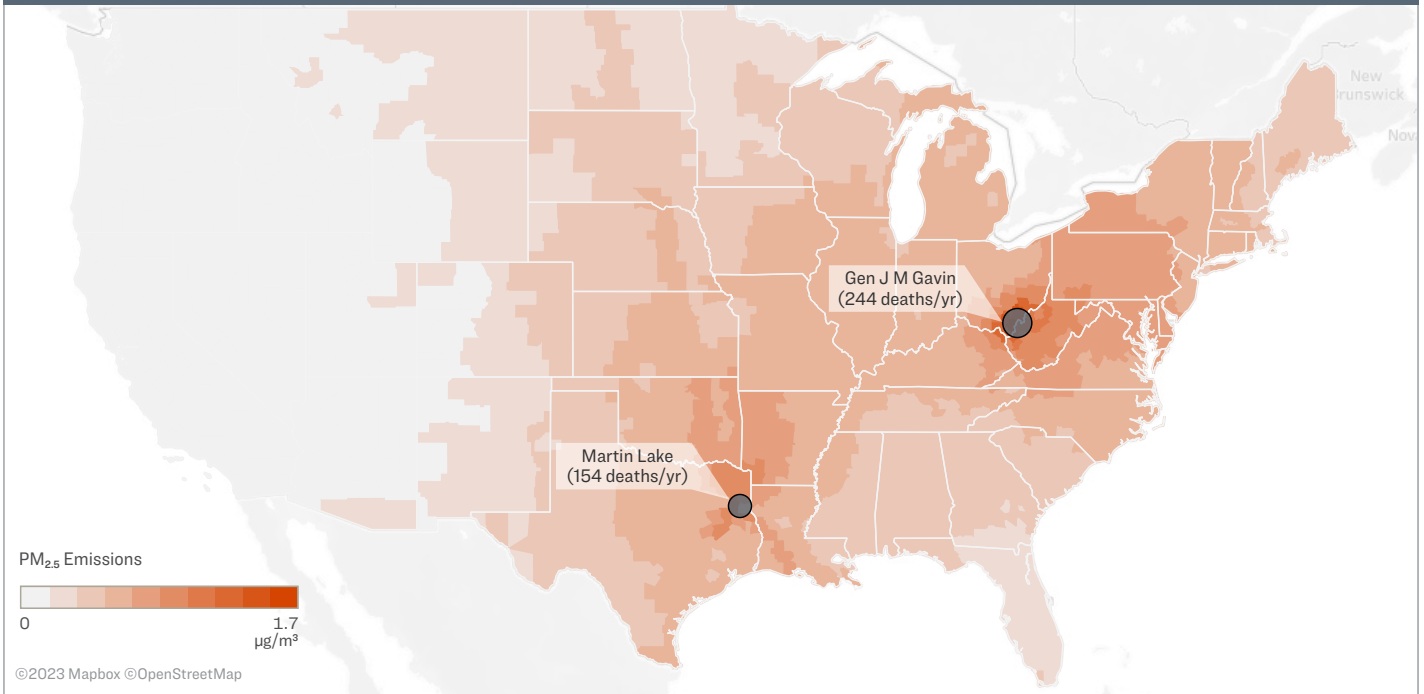 New
Brunswick
Nova
Gen J M Gavin
(244 deaths/yr)
Martin Lake
(154 deaths/yr)
PM₂.₅ Emissions
0
1.7
µg/m³
©2023 Mapbox ©OpenStreetMap